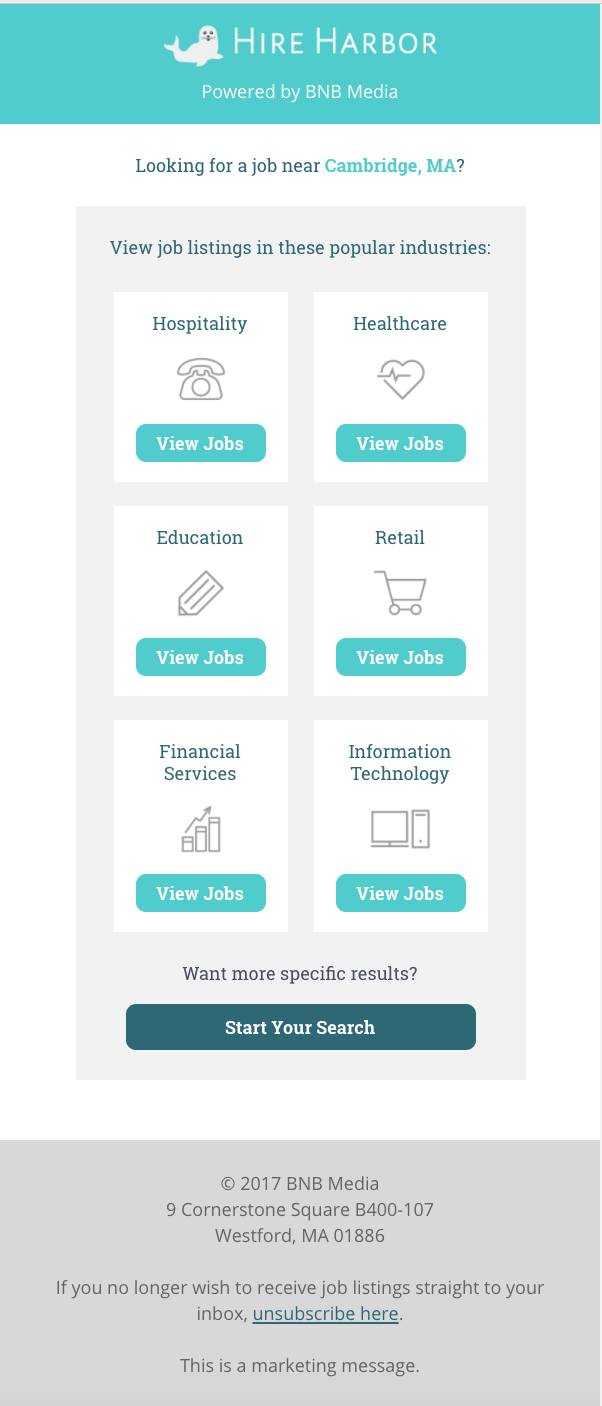 HIRE HARBOR
Powered by BNB Media
Looking for a job near Cambridge, MA?
View job listings in these popular industries:
Hospitality
View Jobs
Healthcare
View Jobs
Education
View Jobs
Retail
View Jobs
Financial
Services
View Jobs
Information
Technology
View Jobs
Want more specific results?
Start Your Search
© 2017 BNB Media
9 Cornerstone Square B400-107
Westford, MA 01886
If you no longer wish to receive job listings straight to your
inbox, unsubscribe here.
This is a marketing message.